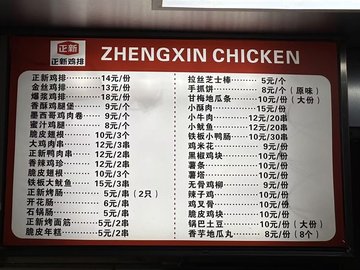 正新
正新鸡排
ZHENGXIN CHICKEN
正新鸡排 14元/份
金丝鸡排 13元/份
爆浆鸡排 18元/份
香酥鸡腿堡 9元/个
墨西哥鸡肉卷 9元/个
蜜汁鸡腿 8元/个
脆皮翅根 10元/3个
大鸡肉串 12元/3串
正新鸭肉串 12元/2串
香辣鸡珍 12元/2串
脆皮翅根 10元/3个
铁板大鱿鱼 15元/3串
正新烤肠 5元/串(2只)
开花肠 6元/串
石锅肠 5元/串
正新烤面筋 5元/2串
脆皮年糕 5元/2串
拉丝芝士棒 5元/个
手抓饼 8元/个(原味)
甘梅地瓜条 10元/份(大份)
小酥肉 15元/份
小牛肉 12元/20串
小鱿鱼 12元/20串
铁板小鸭肠 10元/30串
鸡米花 9元/份
黑椒鸡块 10元/份
薯条 10元/份
薯塔 10元/份
无骨鸡柳 9元/份
辣子鸡 10元/份
鸡叉骨 10元/份
脆皮鸡块 10元/份
锅巴土豆 10元/份(大份)
香芋地瓜丸 8元/份(8个)